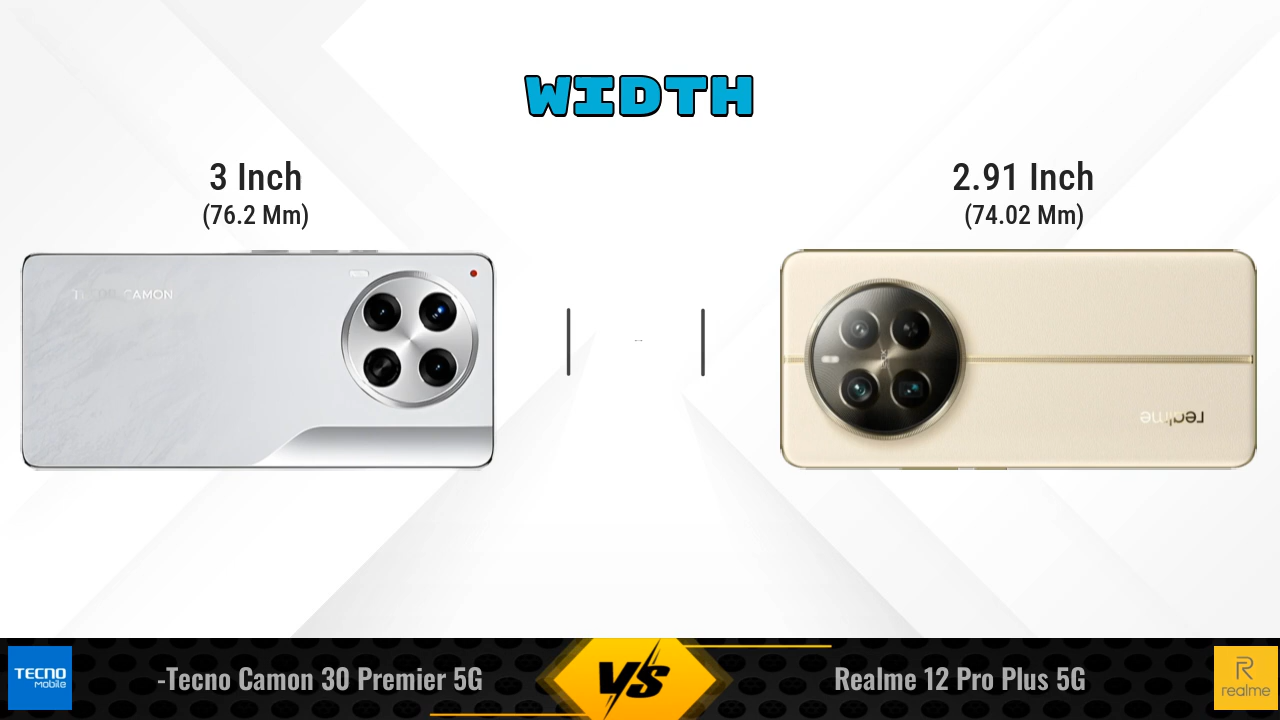 WIDTH
3 Inch
(76.2 Mm)
2.91 Inch
(74.02 Mm)
CAMON
realme
TECNO
mobile
-Tecno Camon 30 Premier 5G
VS
Realme 12 Pro Plus 5G
R
realme